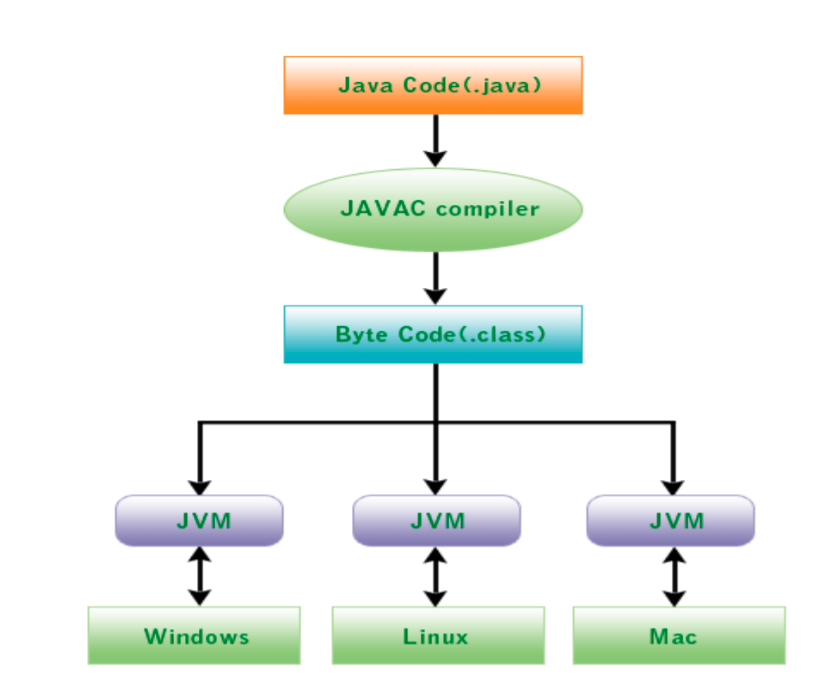 Java Code(.java)
JAVAC compiler
Byte Code(.class)
JVM
JVM
JVM
Windows
Linux
Mac